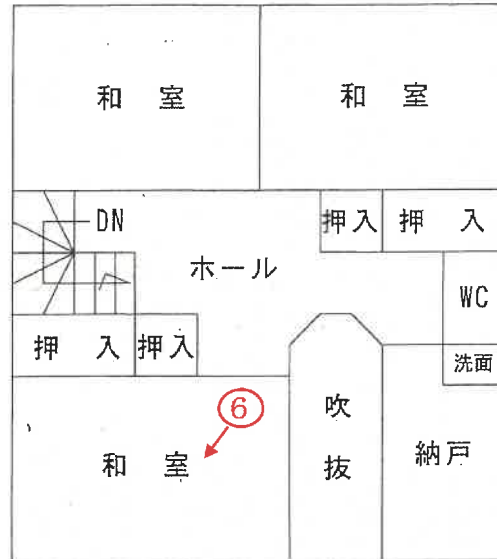 和 室
和 室
DN
押入
押 入
ホール
WC
押 入
押入
洗面
⑥
吹
抜
和 室
納戸